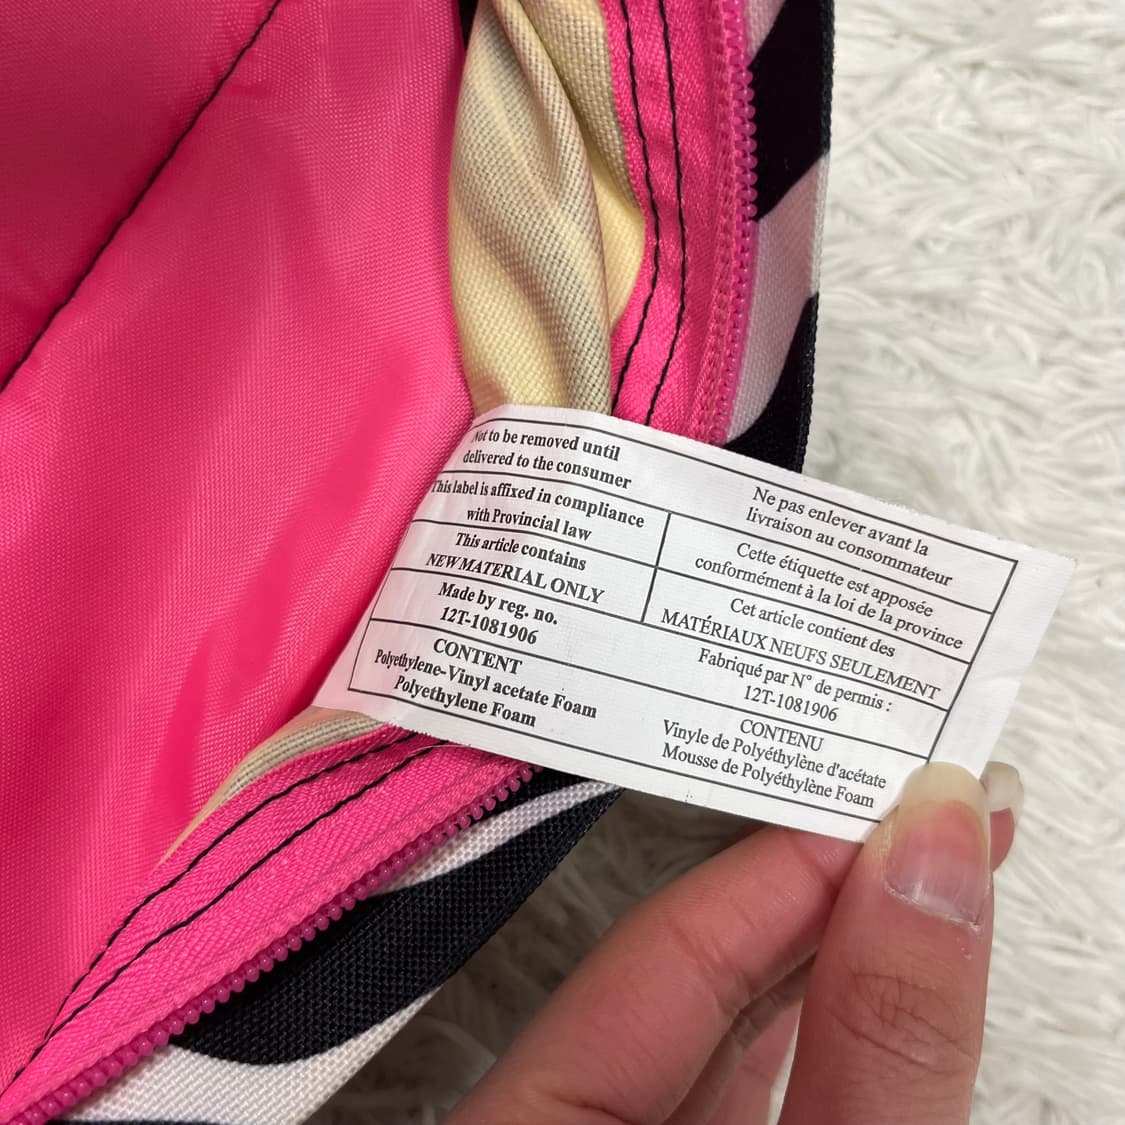 Not to be removed until
delivered to the consumer
Ne pas enlever avant la
livraison au consommateur
This label is affixed in compliance
with Provincial law
Cette étiquette est apposée
conformément à la loi de la province
This article contains
NEW MATERIAL ONLY
Cet article contient des
MATÉRIAUX NEUFS SEULEMENT
Made by reg. no.
12T-1081906
Fabriqué par N° de permis :
12T-1081906
CONTENT
Polyethylene-Vinyl acetate Foam
Polyethylene Foam
CONTENU
Vinyle de Polyéthylène d'acétate
Mousse de Polyéthylène Foam